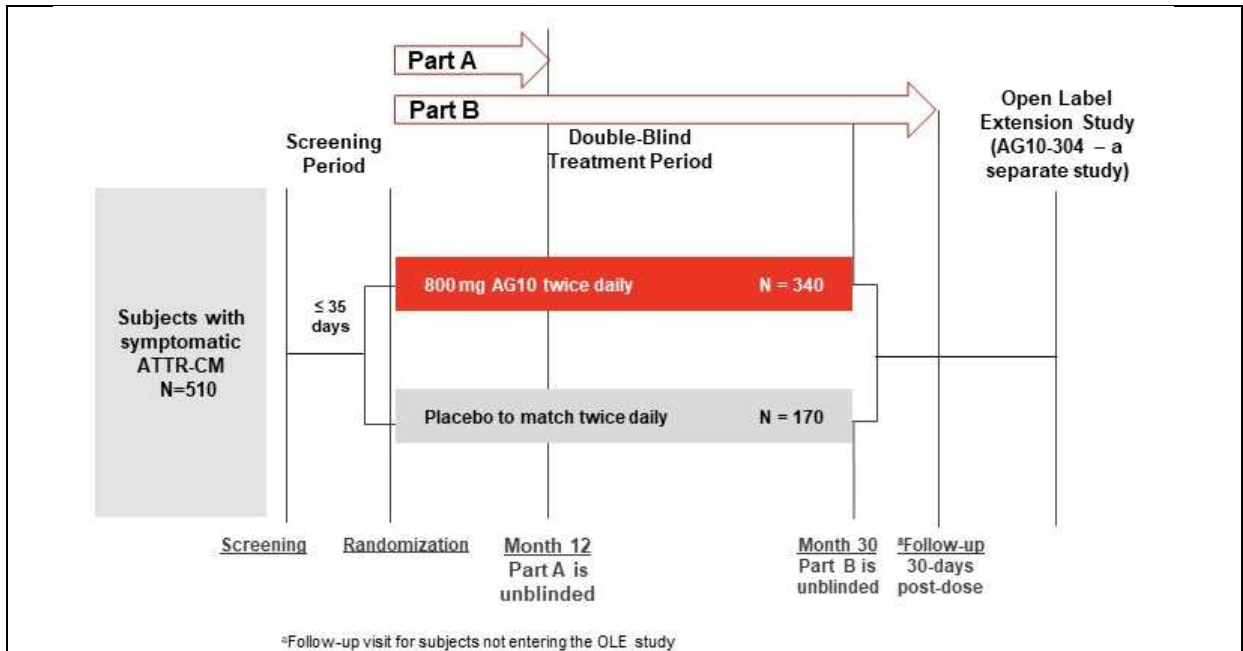 Part A
Part B
Screening
Period
Double-Blind
Treatment Period
Open Label
Extension Study
(AG10-304 – a
separate study)
Subjects with
symptomatic
ATTR-CM
N=510
≤ 35
days
800 mg AG10 twice daily N = 340
Placebo to match twice daily N = 170
Screening
Randomization
Month 12
Part A is
unblinded
Month 30
Part B is
unblinded
ªFollow-up
30-days
post-dose
ªFollow-up visit for subjects not entering the OLE study